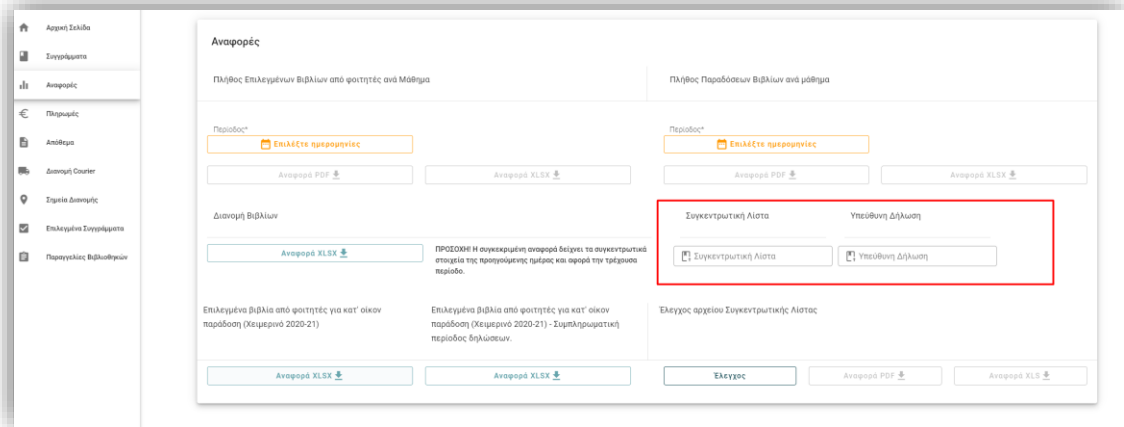 Αρχική Σελίδα
Συγγράμματα
Αναφορές
Πληρωμές
Απόθεμα
Διανομή Courier
Σημεία Διανομής
Επιλεγμένα Συγγράμματα
Παραγγελίες Βιβλιοθηκών
Αναφορές
Πλήθος Επιλεγμένων Βιβλίων από φοιτητές ανά Μάθημα
Πλήθος Παραδόσεων Βιβλίων ανά μάθημα
Περίοδος*
Επιλέξτε ημερομηνίες
Περίοδος*
Επιλέξτε ημερομηνίες
Αναφορά PDF
Αναφορά XLSX
Αναφορά PDF
Αναφορά XLSX
Διανομή Βιβλίων
Συγκεντρωτική Λίστα
Υπεύθυνη Δήλωση
Αναφορά XLSX
ΠΡΟΣΟΧΗ! Η συγκεκριμένη αναφορά δείχνει τα συγκεντρωτικά
στοιχεία της προηγούμενης ημέρας και αφορά την τρέχουσα
περίοδο.
Συγκεντρωτική Λίστα
Υπεύθυνη Δήλωση
Επιλεγμένα βιβλία από φοιτητές για κατ' οίκον
παράδοση (Χειμερινό 2020-21)
Επιλεγμένα βιβλία από φοιτητές για κατ' οίκον
παράδοση (Χειμερινό 2020-21) - Συμπληρωματική
περίοδος δηλώσεων.
Έλεγχος αρχείου Συγκεντρωτικής Λίστας
Αναφορά XLSX
Αναφορά XLSX
Έλεγχος
Αναφορά PDF
Αναφορά XLS